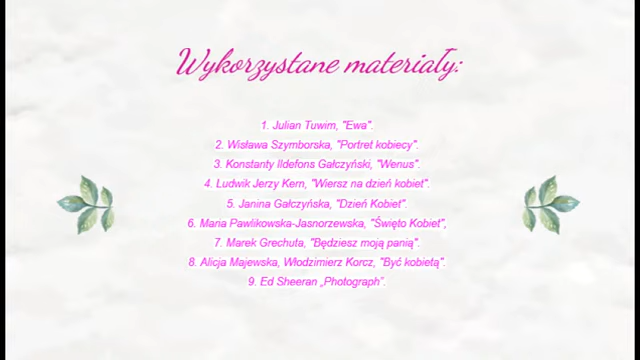 Wykorzystane materiały:
1. Julian Tuwim, "Ewa".
2. Wisława Szymborska, "Portret kobiecy".
3. Konstanty Ildefons Gałczyński, "Wenus".
4. Ludwik Jerzy Kern, "Wiersz na dzień kobiet".
5. Janina Gałczyńska, "Dzień Kobiet".
6. Maria Pawlikowska-Jasnorzewska, "Święto Kobiet",
7. Marek Grechuta, "Będziesz moją panią".
8. Alicja Majewska, Włodzimierz Korcz, "Być kobietą".
9. Ed Sheeran „Photograph”.